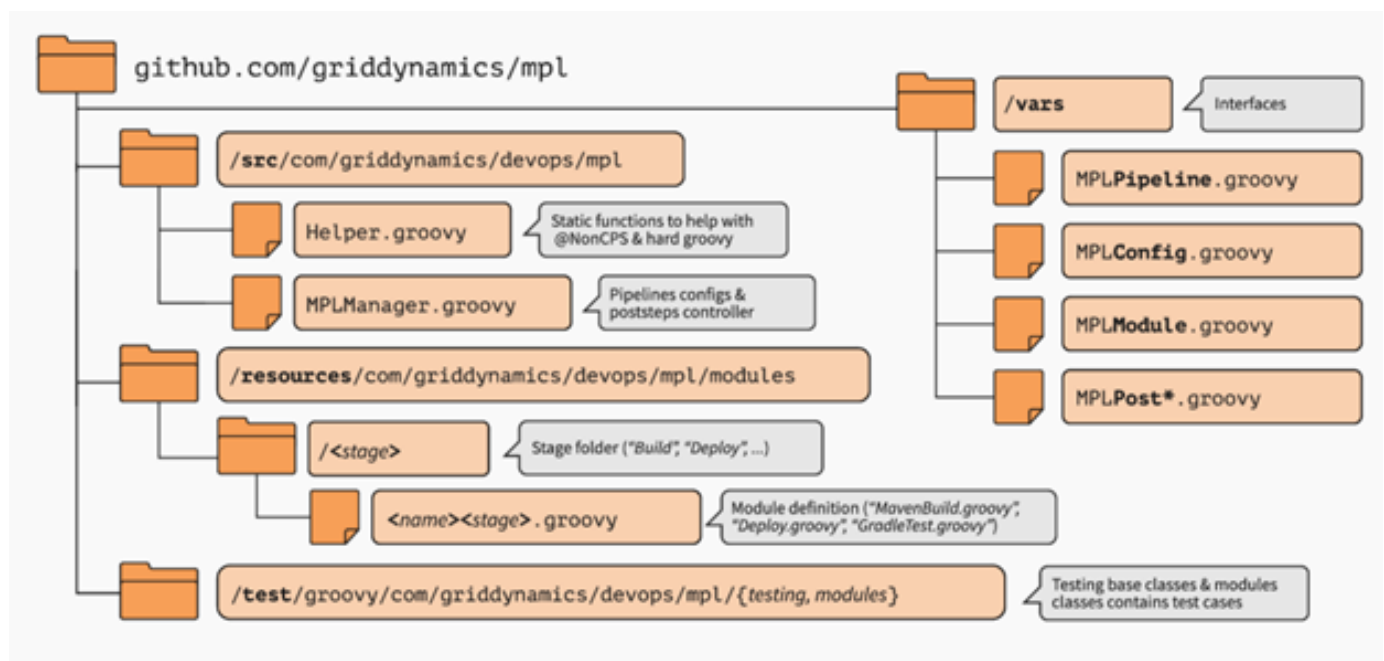 github.com/griddynamics/mpl
/vars
Interfaces
/src/com/griddynamics/devops/mpl
MPLPipeline.groovy
Helper.groovy
Static functions to help with
@NonCPS & hard groovy
MPLConfig.groovy
MPLManager.groovy
Pipelines configs &
poststeps controller
MPLModule.groovy
/resources/com/griddynamics/devops/mpl/modules
MPLPost*.groovy
/<stage>
Stage folder (“Build”, “Deploy”, ...)
<name><stage>.groovy
Module definition (“MavenBuild.groovy”,
“Deploy.groovy”, “GradleTest.groovy”)
/test/groovy/com/griddynamics/devops/mpl/{testing, modules}
Testing base classes & modules
classes contains test cases